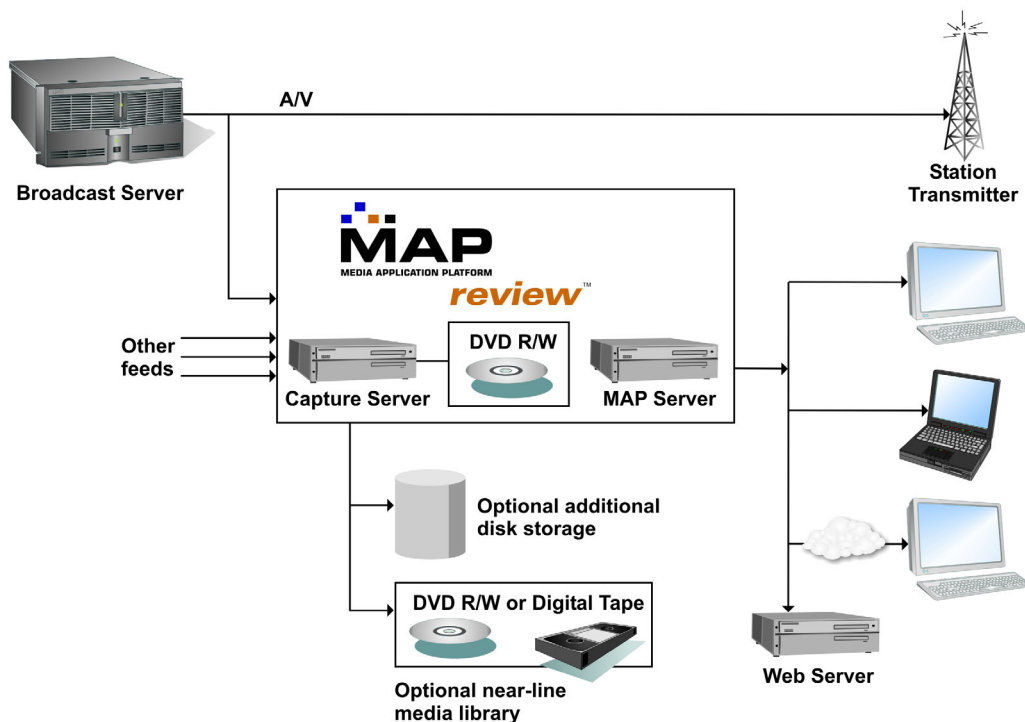 A/V
Broadcast Server
Station
Transmitter
MAP
MEDIA APPLICATION PLATFORM
review™
Other
feeds
DVD R/W
Capture Server
MAP Server
Optional additional
disk storage
DVD R/W or Digital Tape
Optional near-line
media library
Web Server